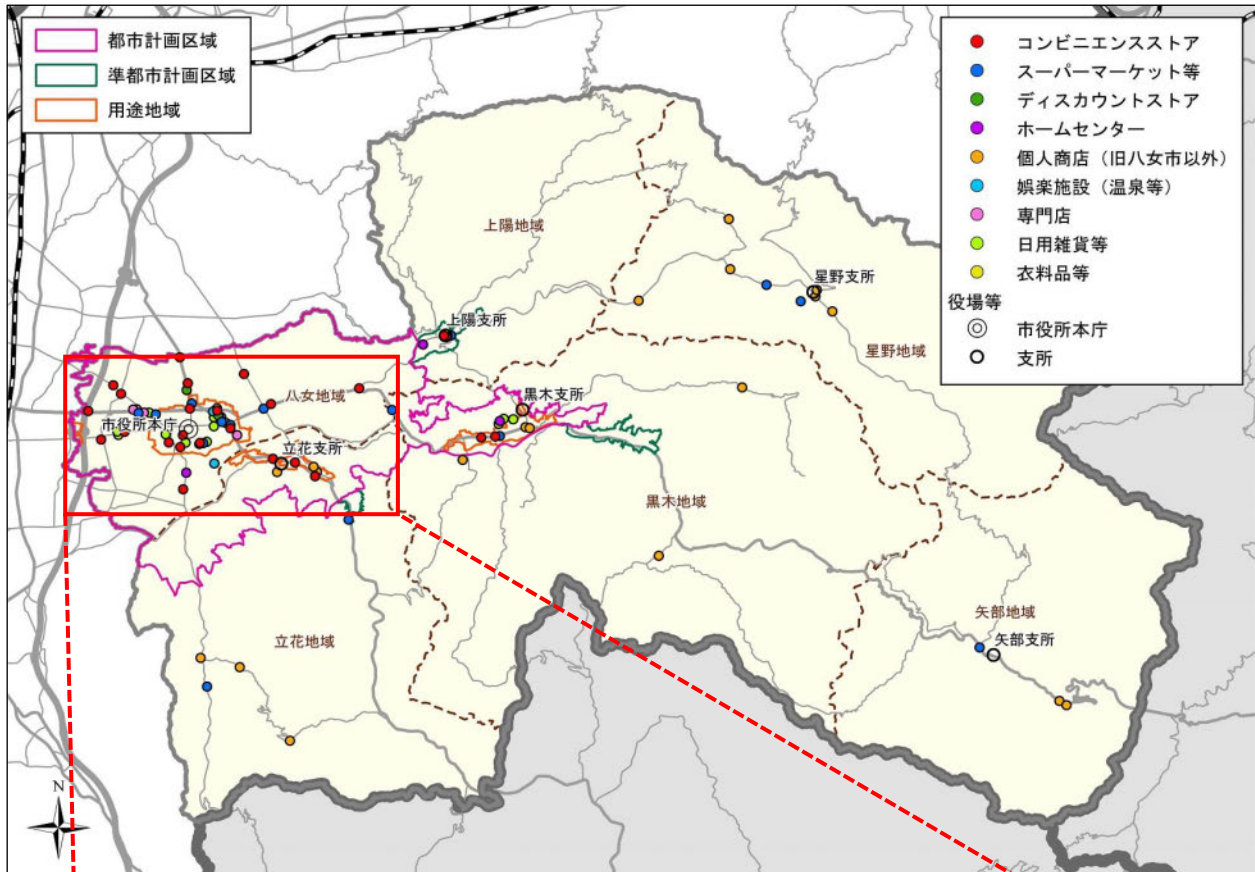 都市計画区域
準都市計画区域
用途地域
コンビニエンスストア
スーパーマーケット等
ディスカウントストア
ホームセンター
個人商店（旧八女市以外）
娯楽施設（温泉等）
専門店
日用雑貨等
衣料品等
役場等
市役所本庁
支所
上陽地域
星野支所
上陽支所
星野地域
八女地域
黒木支所
市役所本庁
立花支所
黒木地域
矢部地域
立花地域
矢部支所
N